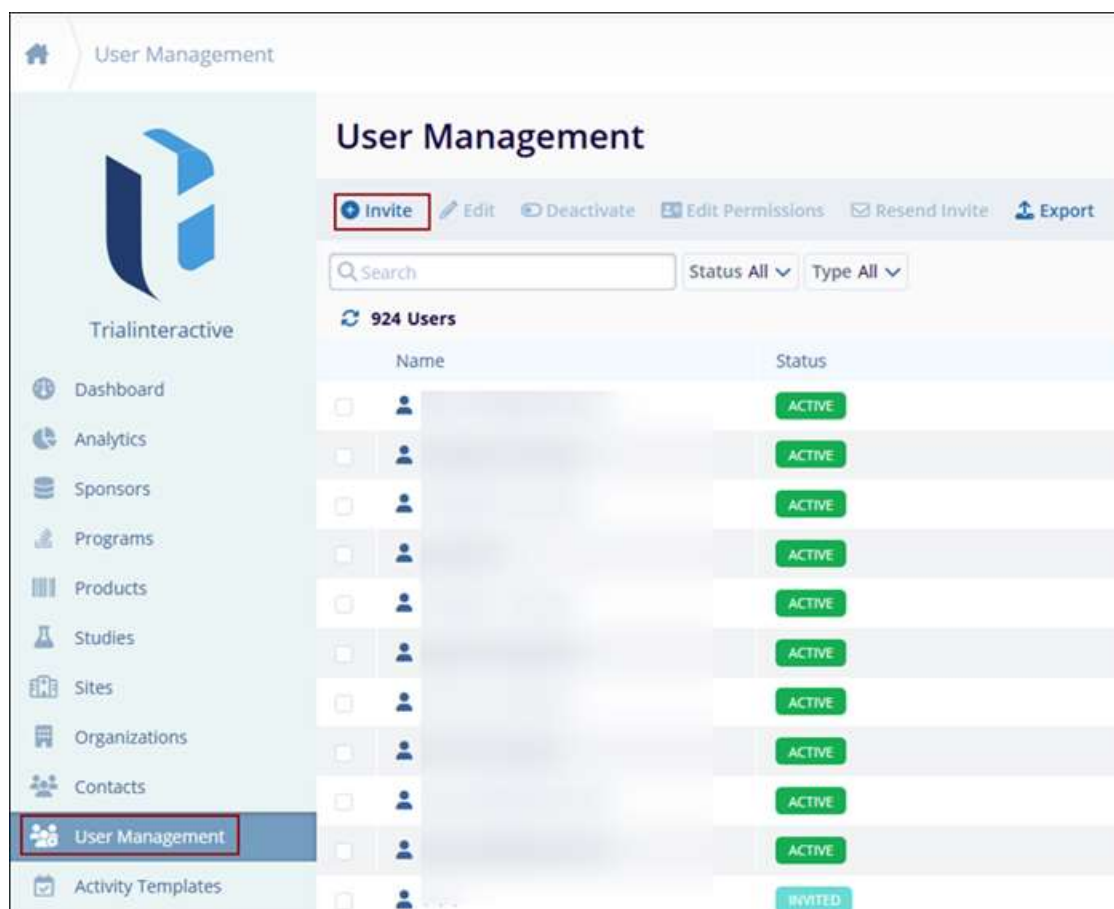 User Management
Trialinteractive
Dashboard
Analytics
Sponsors
Programs
Products
Studies
Sites
Organizations
Contacts
User Management
Activity Templates
User Management
Invite Edit Deactivate Edit Permissions Resend Invite Export
Search Status All Type All
924 Users
Name Status
ACTIVE
ACTIVE
ACTIVE
ACTIVE
ACTIVE
ACTIVE
ACTIVE
ACTIVE
ACTIVE
ACTIVE
INVITED